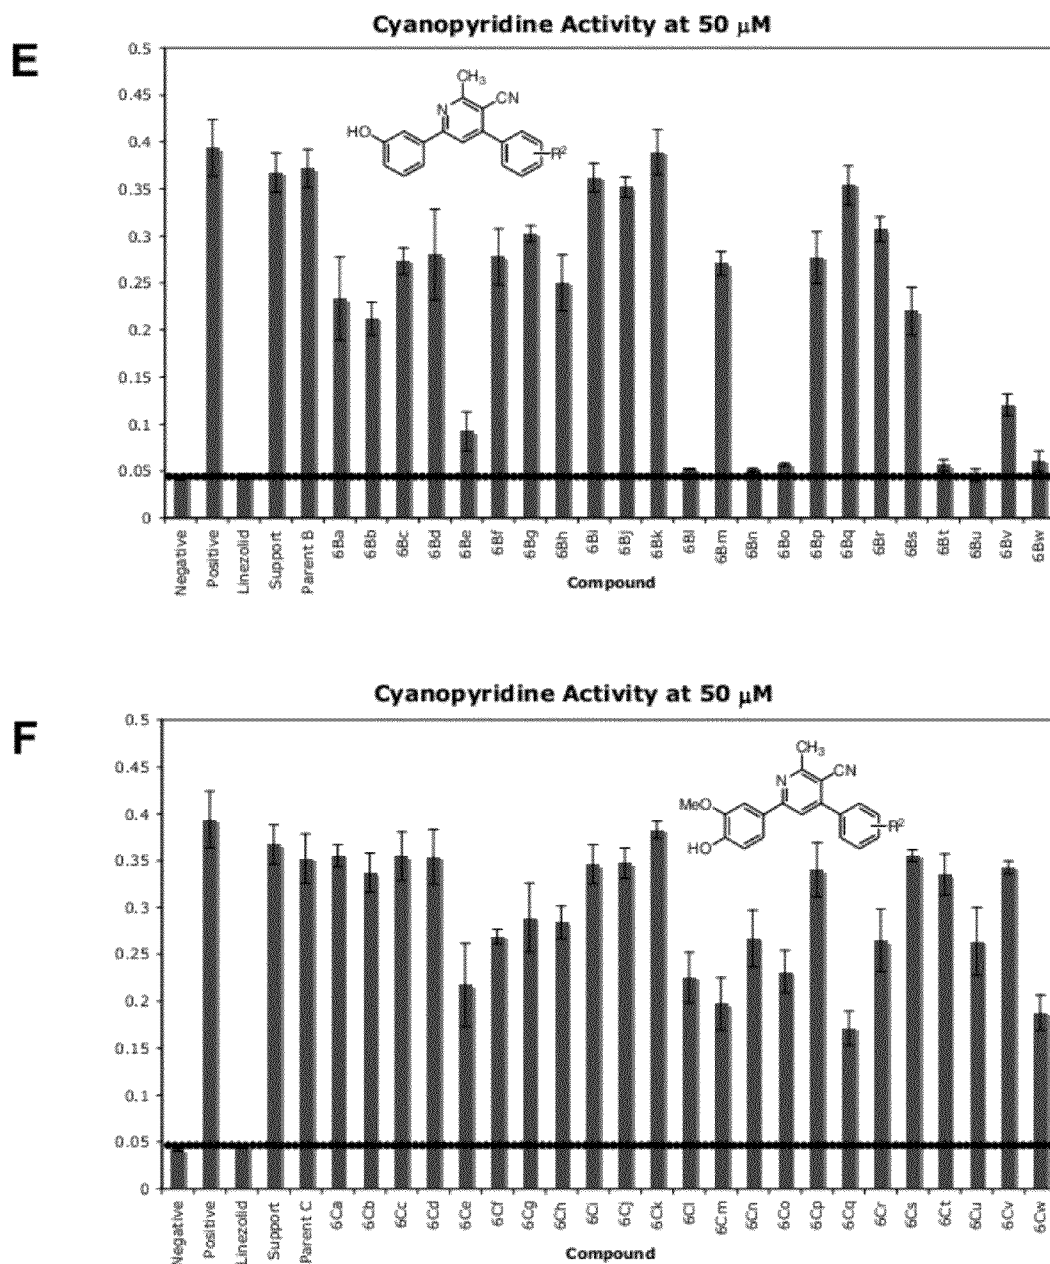 E
Cyanopyridine Activity at 50 μM
0.5
0.45
0.4
0.35
0.3
0.25
0.2
0.15
0.1
0.05
0
CH₃
N
CN
HO
R²
Negative
Positive
Linezolid
Support
Parent B
6Ba
6Bb
6Bc
6Bd
6Be
6Bf
6Bg
6Bh
6Bi
6Bj
6Bk
6Bl
6Bm
6Bn
6Bo
6Bp
6Bq
6Br
6Bs
6Bt
6Bu
6Bv
6Bw
Compound
F
Cyanopyridine Activity at 50 μM
0.5
0.45
0.4
0.35
0.3
0.25
0.2
0.15
0.1
0.05
0
CH₃
N
CN
MeO
HO
R²
Negative
Positive
Linezolid
Support
Parent C
6Ca
6Cb
6Cc
6Cd
6Ce
6Cf
6Cg
6Ch
6Ci
6Cj
6Ck
6Cl
6Cm
6Cn
6Co
6Cp
6Cq
6Cr
6Cs
6Ct
6Cu
6Cv
6Cw
Compound